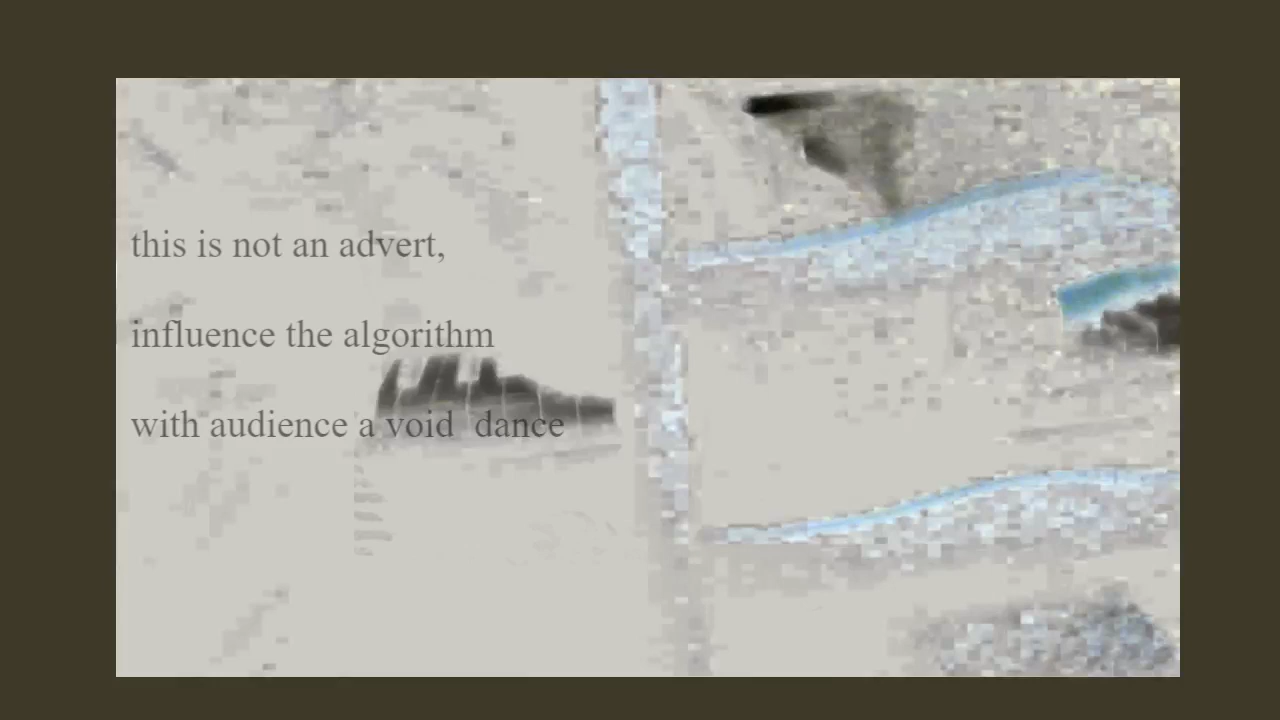 this is not an advert,
influence the algorithm
with audience a void  dance